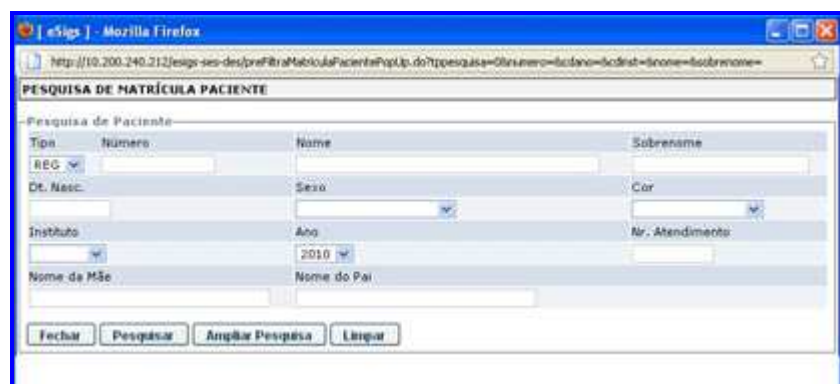 [ eSigs ] - Mozilla Firefox
PESQUISA DE MATRÍCULA PACIENTE
Pesquisa de Paciente
Tipo Número Nome Sobrenome
REG
Dt. Nasc. Sexo Cor
Instituto Ano Nr. Atendimento
2010
Nome da Mãe Nome do Pai
Fechar Pesquisar Ampliar Pesquisa Limpar